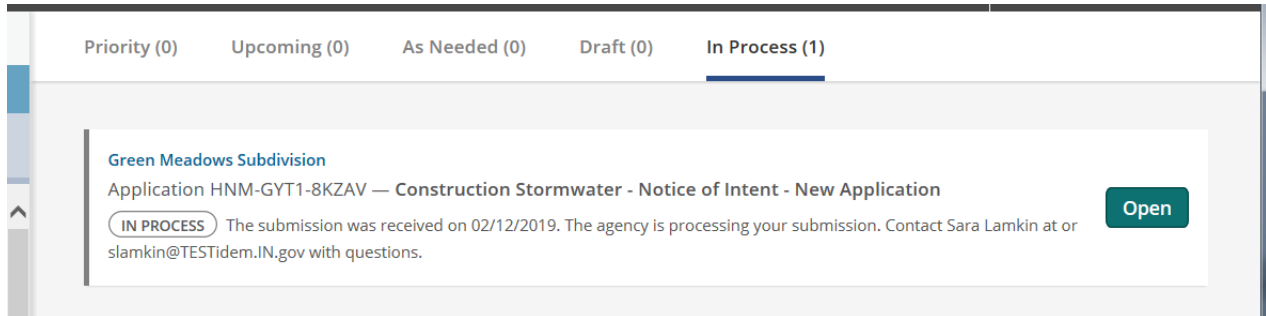 Priority (0) Upcoming (0) As Needed (0) Draft (0) In Process (1)
Green Meadows Subdivision
Application HNM-GYT1-8KZAV — Construction Stormwater - Notice of Intent - New Application
IN PROCESS The submission was received on 02/12/2019. The agency is processing your submission. Contact Sara Lamkin at or
slamkin@TESTidem.IN.gov with questions.
Open